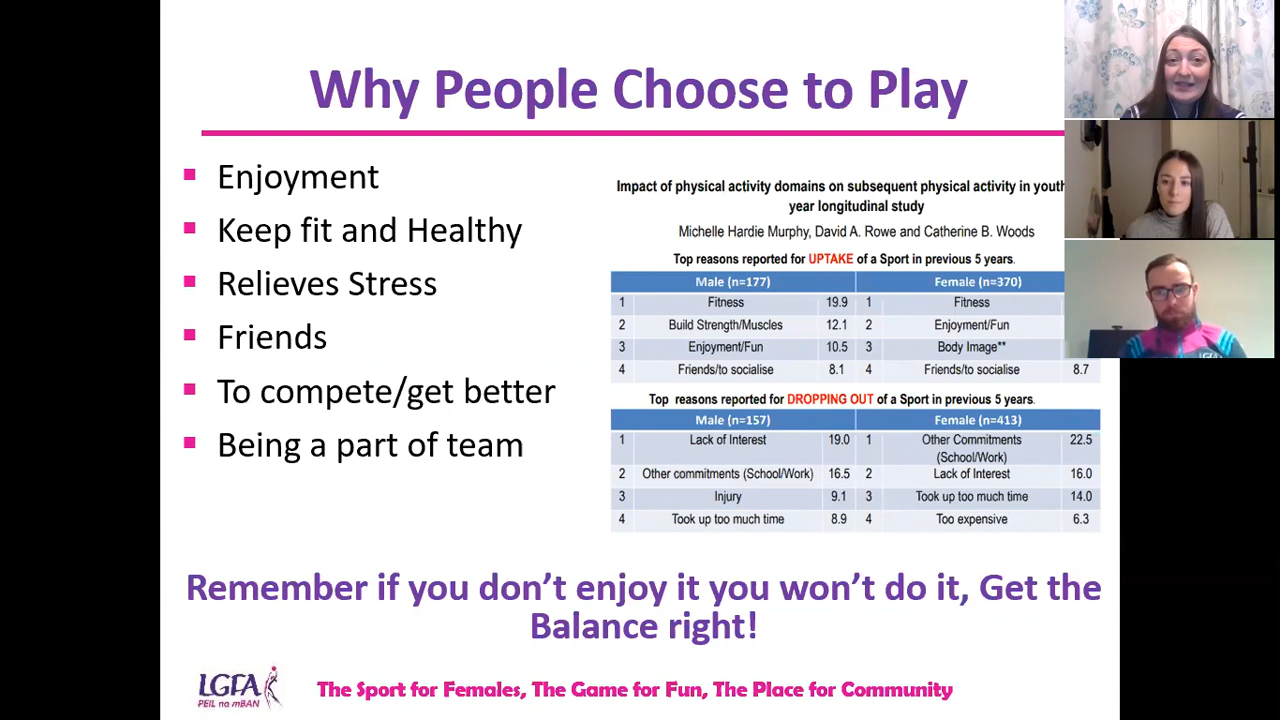 Why People Choose to Play
Enjoyment
Keep fit and Healthy
Relieves Stress
Friends
To compete/get better
Being a part of team
Impact of physical activity domains on subsequent physical activity in youth
year longitudinal study
Michelle Hardie Murphy, David A. Rowe and Catherine B. Woods
Top reasons reported for UPTAKE of a Sport in previous 5 years.
Male (n=177) Female (n=370)
1 Fitness 19.9 1 Fitness
2 Build Strength/Muscles 12.1 2 Enjoyment/Fun
3 Enjoyment/Fun 10.5 3 Body Image**
4 Friends/to socialise 8.1 4 Friends/to socialise 8.7
Top reasons reported for DROPPING OUT of a Sport in previous 5 years.
Male (n=157) Female (n=413)
1 Lack of Interest 19.0 1 Other Commitments 22.5
(School/Work)
2 Other commitments (School/Work) 16.5 2 Lack of Interest 16.0
3 Injury 9.1 3 Took up too much time 14.0
4 Took up too much time 8.9 4 Too expensive 6.3
Remember if you don't enjoy it you won't do it, Get the
Balance right!
LGFA
PEIL na mBAN
The Sport for Females, The Game for Fun, The Place for Community
LGFA